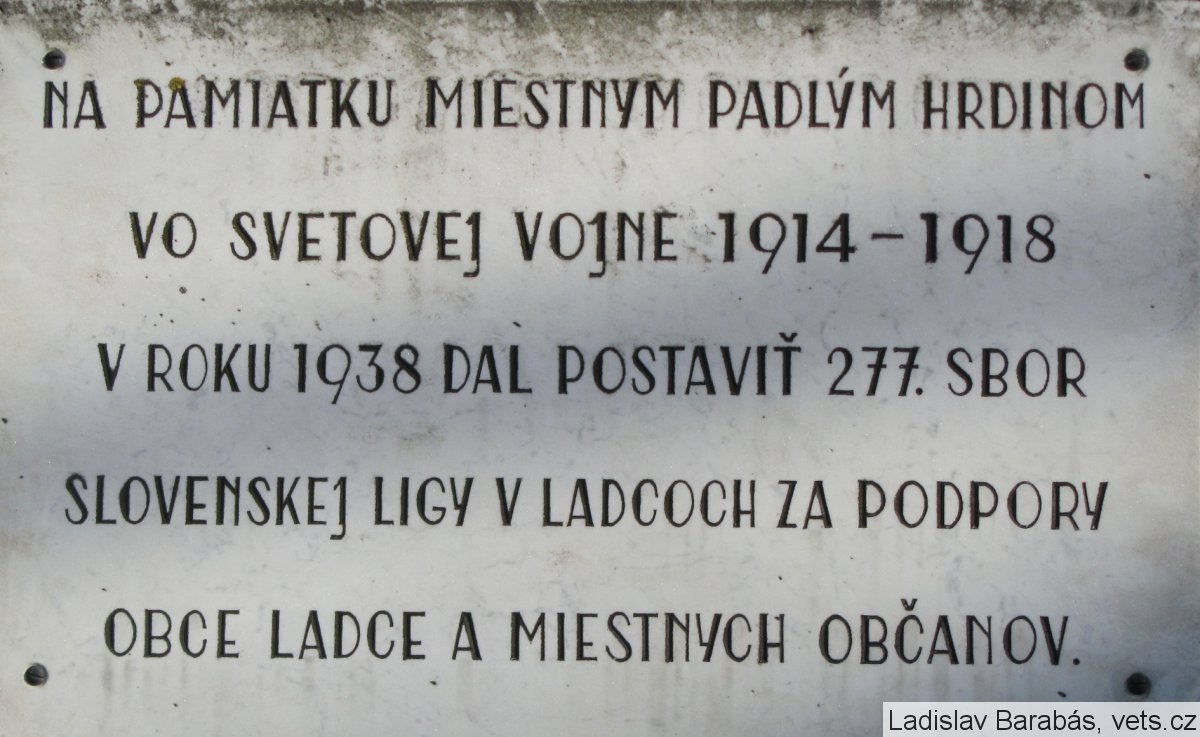 NA PAMIATKU MIESTNYM PADLÝM HRDINOM
VO SVETOVEJ VOJNE 1914 – 1918
V ROKU 1938 DAL POSTAVIŤ 277. SBOR
SLOVENSKEJ LIGY V LADCOCH ZA PODPORY
OBCE LADCE A MIESTNYCH OBČANOV.
Ladislav Barabás, vets.cz